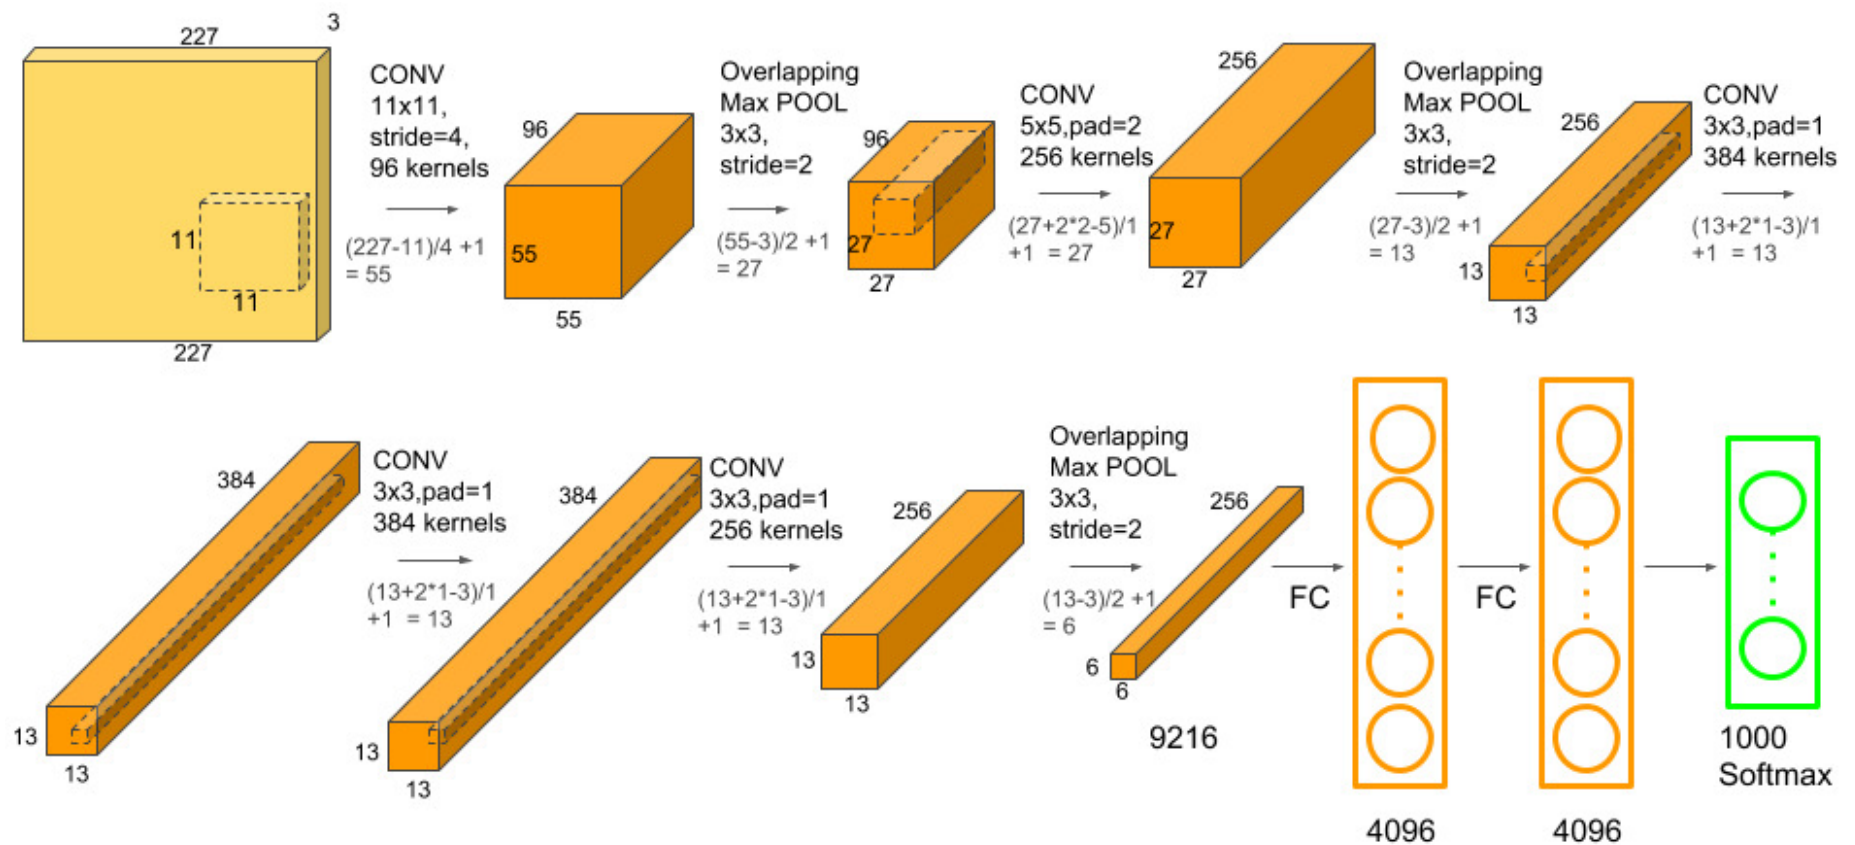 227
3
CONV
11x11,
stride=4,
96 kernels
(227-11)/4 +1
= 55
11
11
227
96
55
55
Overlapping
Max POOL
3x3,
stride=2
(55-3)/2 +1
= 27
96
27
27
CONV
5x5,pad=2
256 kernels
(27+2*2-5)/1
+1 = 27
256
27
27
Overlapping
Max POOL
3x3,
stride=2
(27-3)/2 +1
= 13
256
13
13
CONV
3x3,pad=1
384 kernels
(13+2*1-3)/1
+1 = 13
384
13
13
CONV
3x3,pad=1
384 kernels
(13+2*1-3)/1
+1 = 13
384
13
13
CONV
3x3,pad=1
256 kernels
(13+2*1-3)/1
+1 = 13
256
13
13
Overlapping
Max POOL
3x3,
stride=2
(13-3)/2 +1
= 6
256
6
6
9216
FC
4096
FC
4096
1000
Softmax